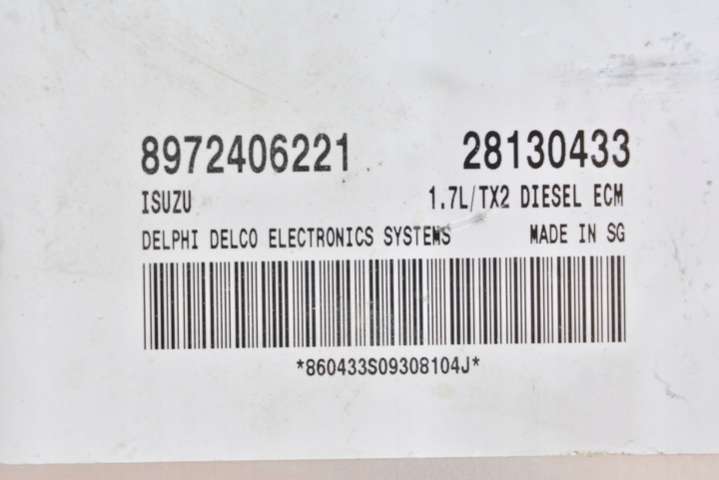 8972406221 28130433
ISUZU 1.7L/TX2 DIESEL ECM
DELPHI DELCO ELECTRONICS SYSTEMS MADE IN SG
*860433S09308104J*